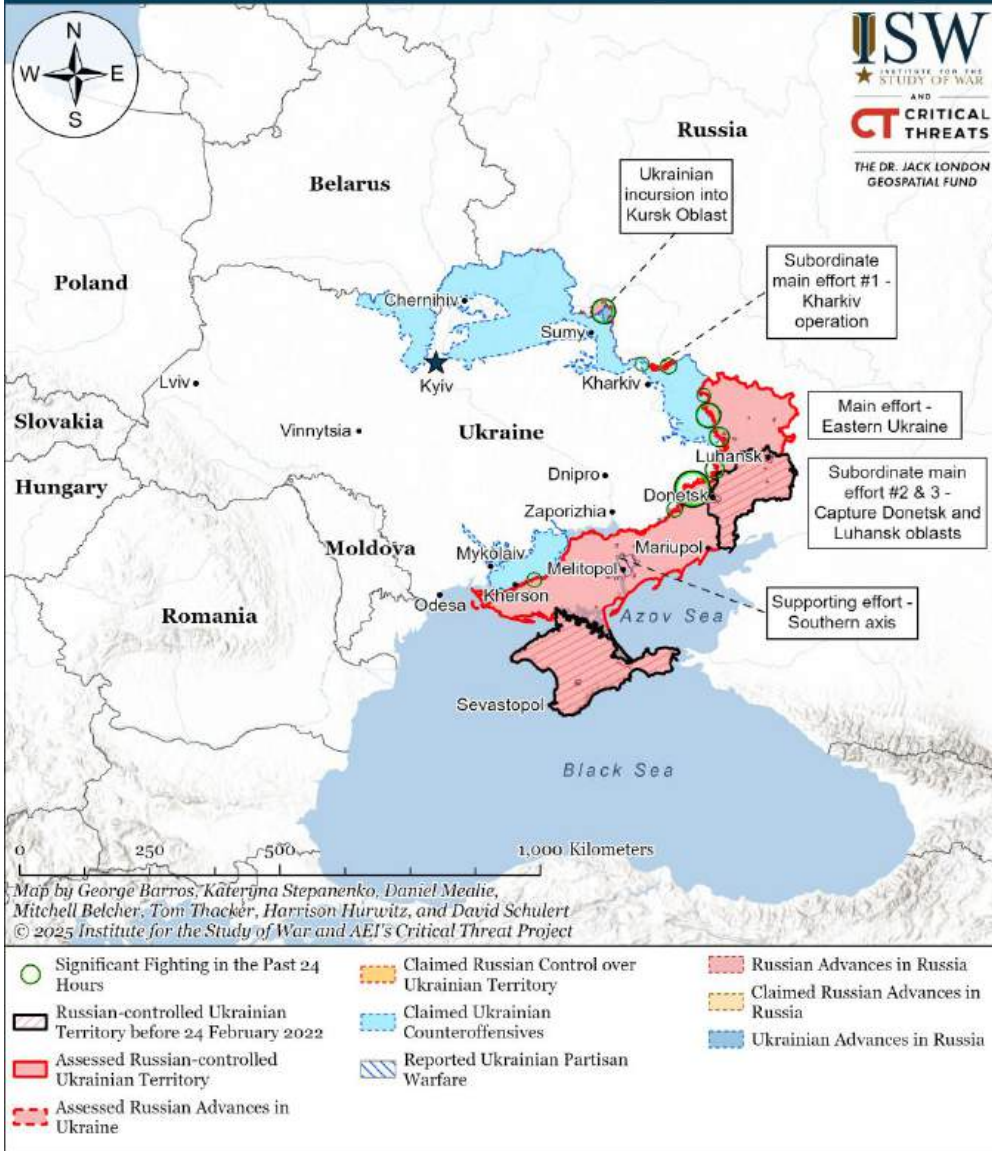 N
W E
S
ISW
INSTITUTE FOR THE
STUDY OF WAR
AND
CT CRITICAL
THREATS
THE DR. JACK LONDON
GEOSPATIAL FUND
Russia
Ukrainian
incursion into
Kursk Oblast
Belarus
Poland
Subordinate
main effort #1 -
Kharkiv
operation
Chernihiv
Sumy
Kyiv
Kharkiv
Lviv
Slovakia
Vinnytsia
Ukraine
Main effort -
Eastern Ukraine
Luhansk
Hungary
Dnipro
Donetsk
Subordinate main
effort #2 & 3 -
Capture Donetsk and
Luhansk oblasts
Zaporizhia
Moldova
Mykolaiv
Mariupol
Melitopol
Kherson
Odesa
Romania
Azov Sea
Supporting effort -
Southern axis
Sevastopol
Black Sea
0 250 500 1,000 Kilometers
Map by George Barros, Kateryna Stepanenko, Daniel Mealie,
Mitchell Belcher, Tom Thacker, Harrison Hurwitz, and David Schulert
© 2025 Institute for the Study of War and AEI's Critical Threat Project
Significant Fighting in the Past 24
Hours
Russian-controlled Ukrainian
Territory before 24 February 2022
Assessed Russian-controlled
Ukrainian Territory
Assessed Russian Advances in
Ukraine
Claimed Russian Control over
Ukrainian Territory
Claimed Ukrainian
Counteroffensives
Reported Ukrainian Partisan
Warfare
Russian Advances in Russia
Claimed Russian Advances in
Russia
Ukrainian Advances in Russia